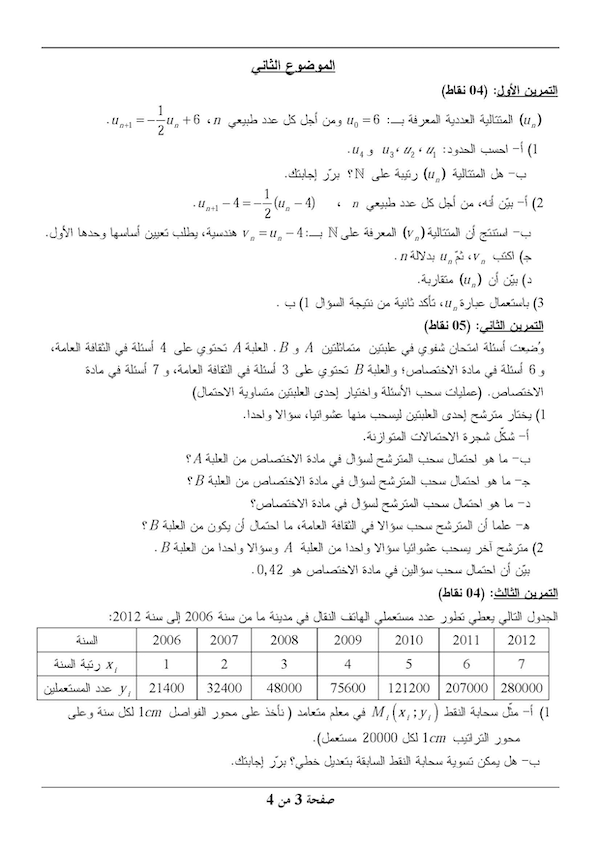 الموضوع الثاني
التمرين الأول: (04 نقاط)
(u_n) المتتالية العددية المعرفة بـ: u_0 = 6 ومن أجل كل عدد طبيعي n، u_{n+1} = -\frac{1}{2}u_n + 6 .
1) أ- احسب الحدود: u_1، u_2، u_3 و u_4 .
ب- هل المتتالية (u_n) رتيبة على ℕ؟ برّر إجابتك.
2) أ- بيّن أنه، من أجل كل عدد طبيعي n ، u_{n+1} - 4 = -\frac{1}{2}(u_n - 4) .
ب- استنتج أن المتتالية (v_n) المعرفة على ℕ بـ: v_n = u_n - 4 هندسية، يطلب تعيين أساسها وحدها الأول.
ج) اكتب v_n، ثمّ u_n بدلالة n .
د) بيّن أن (u_n) متقاربة.
3) باستعمال عبارة u_n، تأكد ثانية من نتيجة السؤال 1) ب .
التمرين الثاني: (05 نقاط)
وُضعت أسئلة امتحان شفوي في علبتين متماثلتين A و B. العلبة A تحتوي على 4 أسئلة في الثقافة العامة،
و 6 أسئلة في مادة الاختصاص؛ والعلبة B تحتوي على 3 أسئلة في الثقافة العامة، و 7 أسئلة في مادة
الاختصاص. (عمليات سحب الأسئلة واختيار إحدى العلبتين متساوية الاحتمال)
1) يختار مترشح إحدى العلبتين ليسحب منها عشوائيا، سؤالا واحدا.
أ- شكّل شجرة الاحتمالات المتوازنة.
ب- ما هو احتمال سحب المترشح لسؤال في مادة الاختصاص من العلبة A؟
ج- ما هو احتمال سحب المترشح لسؤال في مادة الاختصاص من العلبة B؟
د- ما هو احتمال سحب المترشح لسؤال في مادة الاختصاص؟
ه- علما أن المترشح سحب سؤالا في الثقافة العامة، ما احتمال أن يكون من العلبة B؟
2) مترشح آخر يسحب عشوائيا سؤالا واحدا من العلبة A وسؤالا واحدا من العلبة B .
بيّن أن احتمال سحب سؤالين في مادة الاختصاص هو 0,42 .
التمرين الثالث: (04 نقاط)
الجدول التالي يعطي تطور عدد مستعملي الهاتف النقال في مدينة ما من سنة 2006 إلى سنة 2012:
السنة 2006 2007 2008 2009 2010 2011 2012
x_i رتبة السنة 1 2 3 4 5 6 7
y_i عدد المستعملين 21400 32400 48000 75600 121200 207000 280000
1) أ- مثّل سحابة النقط M_i(x_i ; y_i) في معلم متعامد ( نأخذ على محور الفواصل 1cm لكل سنة وعلى
محور التراتيب 1cm لكل 20000 مستعمل).
ب- هل يمكن تسوية سحابة النقط السابقة بتعديل خطي؟ برّر إجابتك.
صفحة 3 من 4